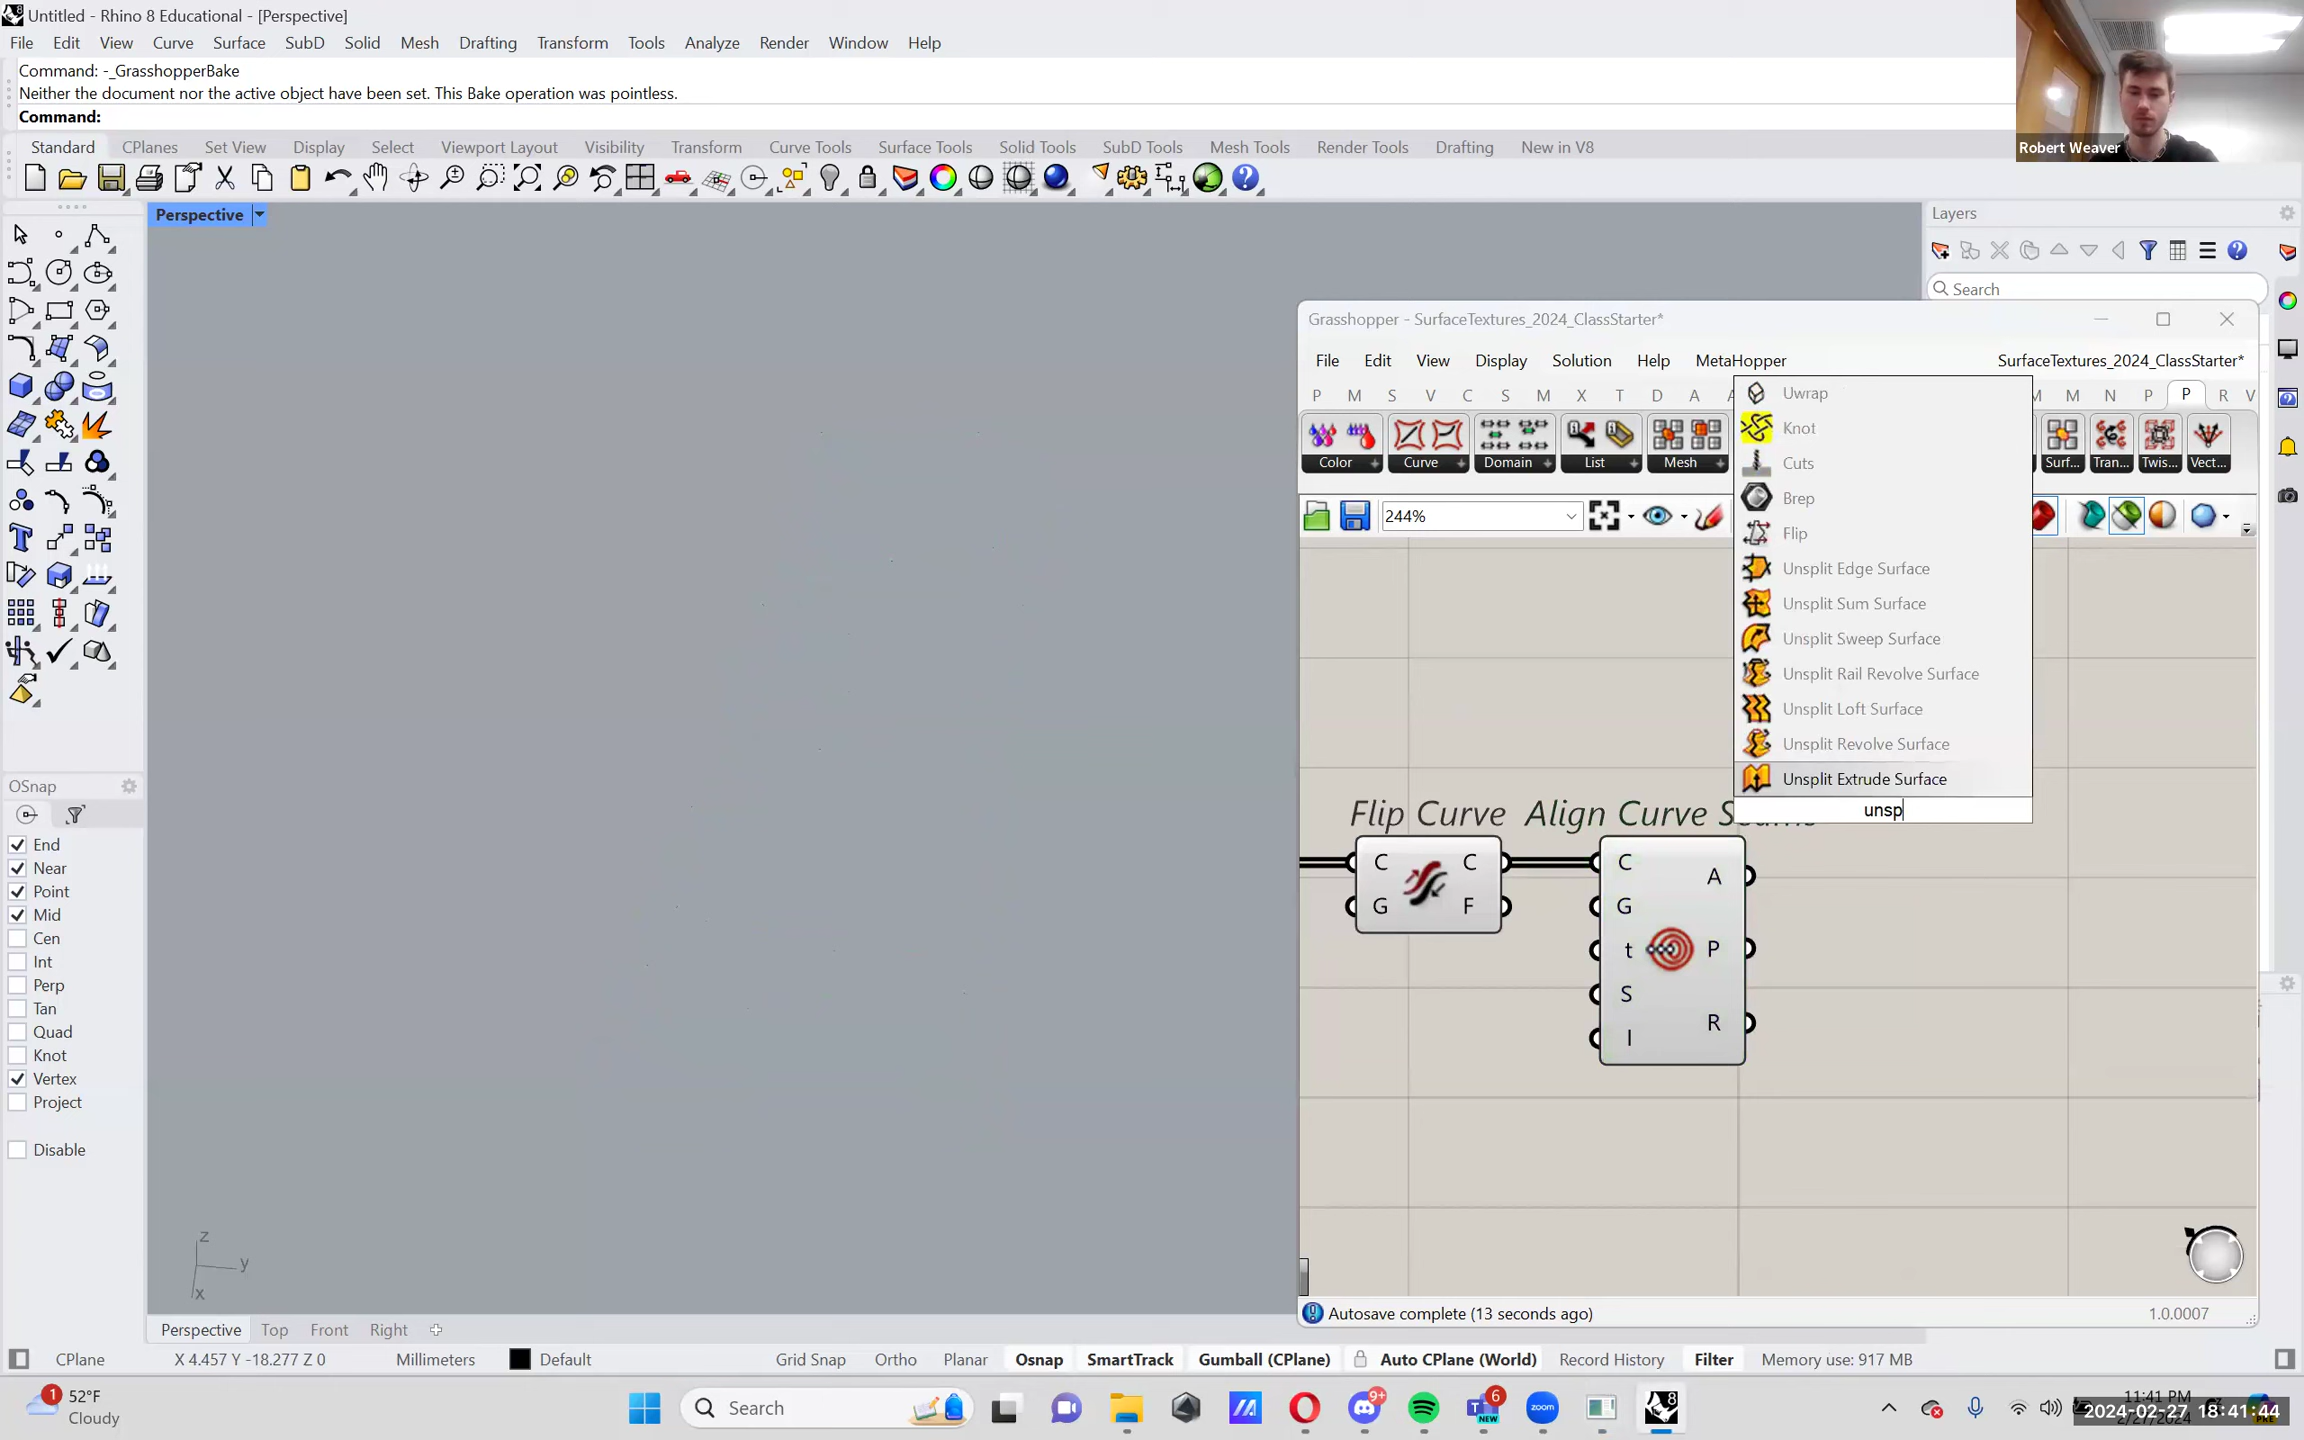 Untitled - Rhino 8 Educational - [Perspective]
File Edit View Curve Surface SubD Solid Mesh Drafting Transform Tools Analyze Render Window Help
Command: -_GrasshopperBake
Neither the document nor the active object have been set. This Bake operation was pointless.
Command:
Robert Weaver
Standard CPlanes Set View Display Select Viewport Layout Visibility Transform Curve Tools Surface Tools Solid Tools SubD Tools Mesh Tools Render Tools Drafting New in V8
Perspective
Layers
Search
Grasshopper - SurfaceTextures_2024_ClassStarter*
File Edit View Display Solution Help MetaHopper SurfaceTextures_2024_ClassStarter*
P M S V C S M X T D A M M N P P R V
Color Curve Domain List Mesh Surf... Tran... Twis... Vect...
244%
Uwrap
Knot
Cuts
Brep
Flip
Unsplit Edge Surface
Unsplit Sum Surface
Unsplit Sweep Surface
Unsplit Rail Revolve Surface
Unsplit Loft Surface
Unsplit Revolve Surface
Unsplit Extrude Surface
unsp
Flip Curve Align Curve
C C
G F
C A
G
t P
S
I R
Autosave complete (13 seconds ago) 1.0.0007
OSnap
End
Near
Point
Mid
Cen
Int
Perp
Tan
Quad
Knot
Vertex
Project
Disable
z
y
x
Perspective Top Front Right
CPlane X 4.457 Y -18.277 Z 0 Millimeters Default Grid Snap Ortho Planar Osnap SmartTrack Gumball (CPlane) Auto CPlane (World) Record History Filter Memory use: 917 MB
1
52°F
Cloudy
Search
9+
6
NEW
zoom
8
11:41 PM
2024-02-27 18:41:44